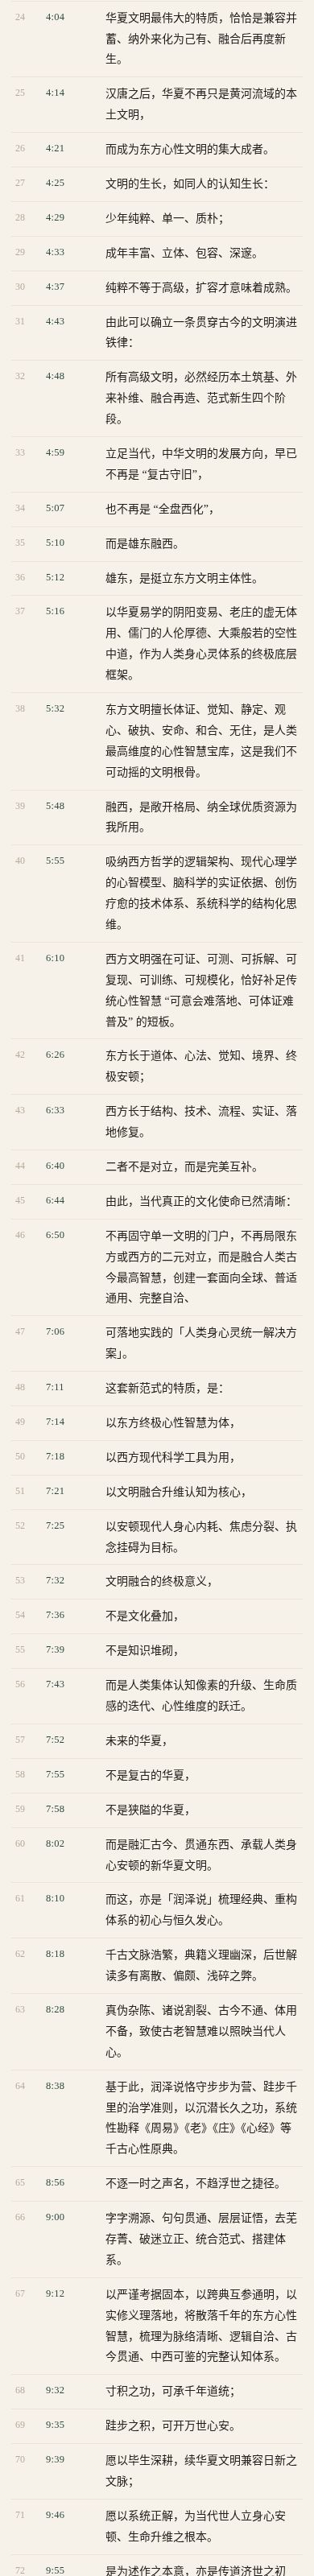 24 4:04 华夏文明最伟大的特质，恰恰是兼容并
蓄、纳外来化为己有、融合后再度新
生。
25 4:14 汉唐之后，华夏不再只是黄河流域的本
土文明，
26 4:21 而成为东方心性文明的集大成者。
27 4:25 文明的生长，如同人的认知生长：
28 4:29 少年纯粹、单一、质朴；
29 4:33 成年丰富、立体、包容、深邃。
30 4:37 纯粹不等于高级，扩容才意味着成熟。
31 4:43 由此可以确立一条贯穿古今的文明演进
铁律：
32 4:48 所有高级文明，必然经历本土筑基、外
来补维、融合再造、范式新生四个阶
段。
33 4:59 立足当代，中华文明的发展方向，早已
不再是 “复古守旧”，
34 5:07 也不再是 “全盘西化”，
35 5:10 而是雄东融西。
36 5:12 雄东，是挺立东方文明主体性。
37 5:16 以华夏易学的阴阳变易、老庄的虚无体
用、儒门的人伦厚德、大乘般若的空性
中道，作为人类身心灵体系的终极底层
框架。
38 5:32 东方文明擅长体证、觉知、静定、观
心、破执、安命、和合、无住，是人类
最高维度的心性智慧宝库，这是我们不
可动摇的文明根骨。
39 5:48 融西，是敞开格局、纳全球优质资源为
我所用。
40 5:55 吸纳西方哲学的逻辑架构、现代心理学
的心智模型、脑科学的实证依据、创伤
疗愈的技术体系、系统科学的结构化思
维。
41 6:10 西方文明强在可证、可测、可拆解、可
复现、可训练、可规模化，恰好补足传
统心性智慧 “可意会难落地、可体证难
普及” 的短板。
42 6:26 东方长于道体、心法、觉知、境界、终
极安顿；
43 6:33 西方长于结构、技术、流程、实证、落
地修复。
44 6:40 二者不是对立，而是完美互补。
45 6:44 由此，当代真正的文化使命已然清晰：
46 6:50 不再固守单一文明的门户，不再局限东
方或西方的二元对立，而是融合人类古
今最高智慧，创建一套面向全球、普适
通用、完整自洽、
47 7:06 可落地实践的「人类身心灵统一解决方
案」。
48 7:11 这套新范式的特质，是：
49 7:14 以东方终极心性智慧为体，
50 7:18 以西方现代科学工具为用，
51 7:21 以文明融合升维认知为核心，
52 7:25 以安顿现代人身心内耗、焦虑分裂、执
念挂碍为目标。
53 7:32 文明融合的终极意义，
54 7:36 不是文化叠加，
55 7:39 不是知识堆砌，
56 7:43 而是人类集体认知像素的升级、生命质
感的迭代、心性维度的跃迁。
57 7:52 未来的华夏，
58 7:55 不是复古的华夏，
59 7:58 不是狭隘的华夏，
60 8:02 而是融汇古今、贯通东西、承载人类身
心安顿的新华夏文明。
61 8:10 而这，亦是「润泽说」梳理经典、重构
体系的初心与恒久发心。
62 8:18 千古文脉浩繁，典籍义理幽深，后世解
读多有离散、偏颇、浅碎之弊。
63 8:28 真伪杂陈、诸说割裂、古今不通、体用
不备，致使古老智慧难以照映当代人
心。
64 8:38 基于此，润泽说恪守步步为营、跬步千
里的治学准则，以沉潜长久之功，系统
性勘释《周易》《老》《庄》《心经》等
千古心性原典。
65 8:56 不逐一时之声名，不趋浮世之捷径。
66 9:00 字字溯源、句句贯通、层层证悟，去芜
存菁、破迷立正、统合范式、搭建体
系。
67 9:12 以严谨考据固本，以跨典互参通明，以
实修义理落地，将散落千年的东方心性
智慧，梳理为脉络清晰、逻辑自洽、古
今贯通、中西可鉴的完整认知体系。
68 9:32 寸积之功，可承千年道统；
69 9:35 跬步之积，可开万世心安。
70 9:39 愿以毕生深耕，续华夏文明兼容日新之
文脉；
71 9:46 愿以系统正解，为当代世人立身心安
顿、生命升维之根本。
72 9:55 是为述作之本意，亦是传道济世之初